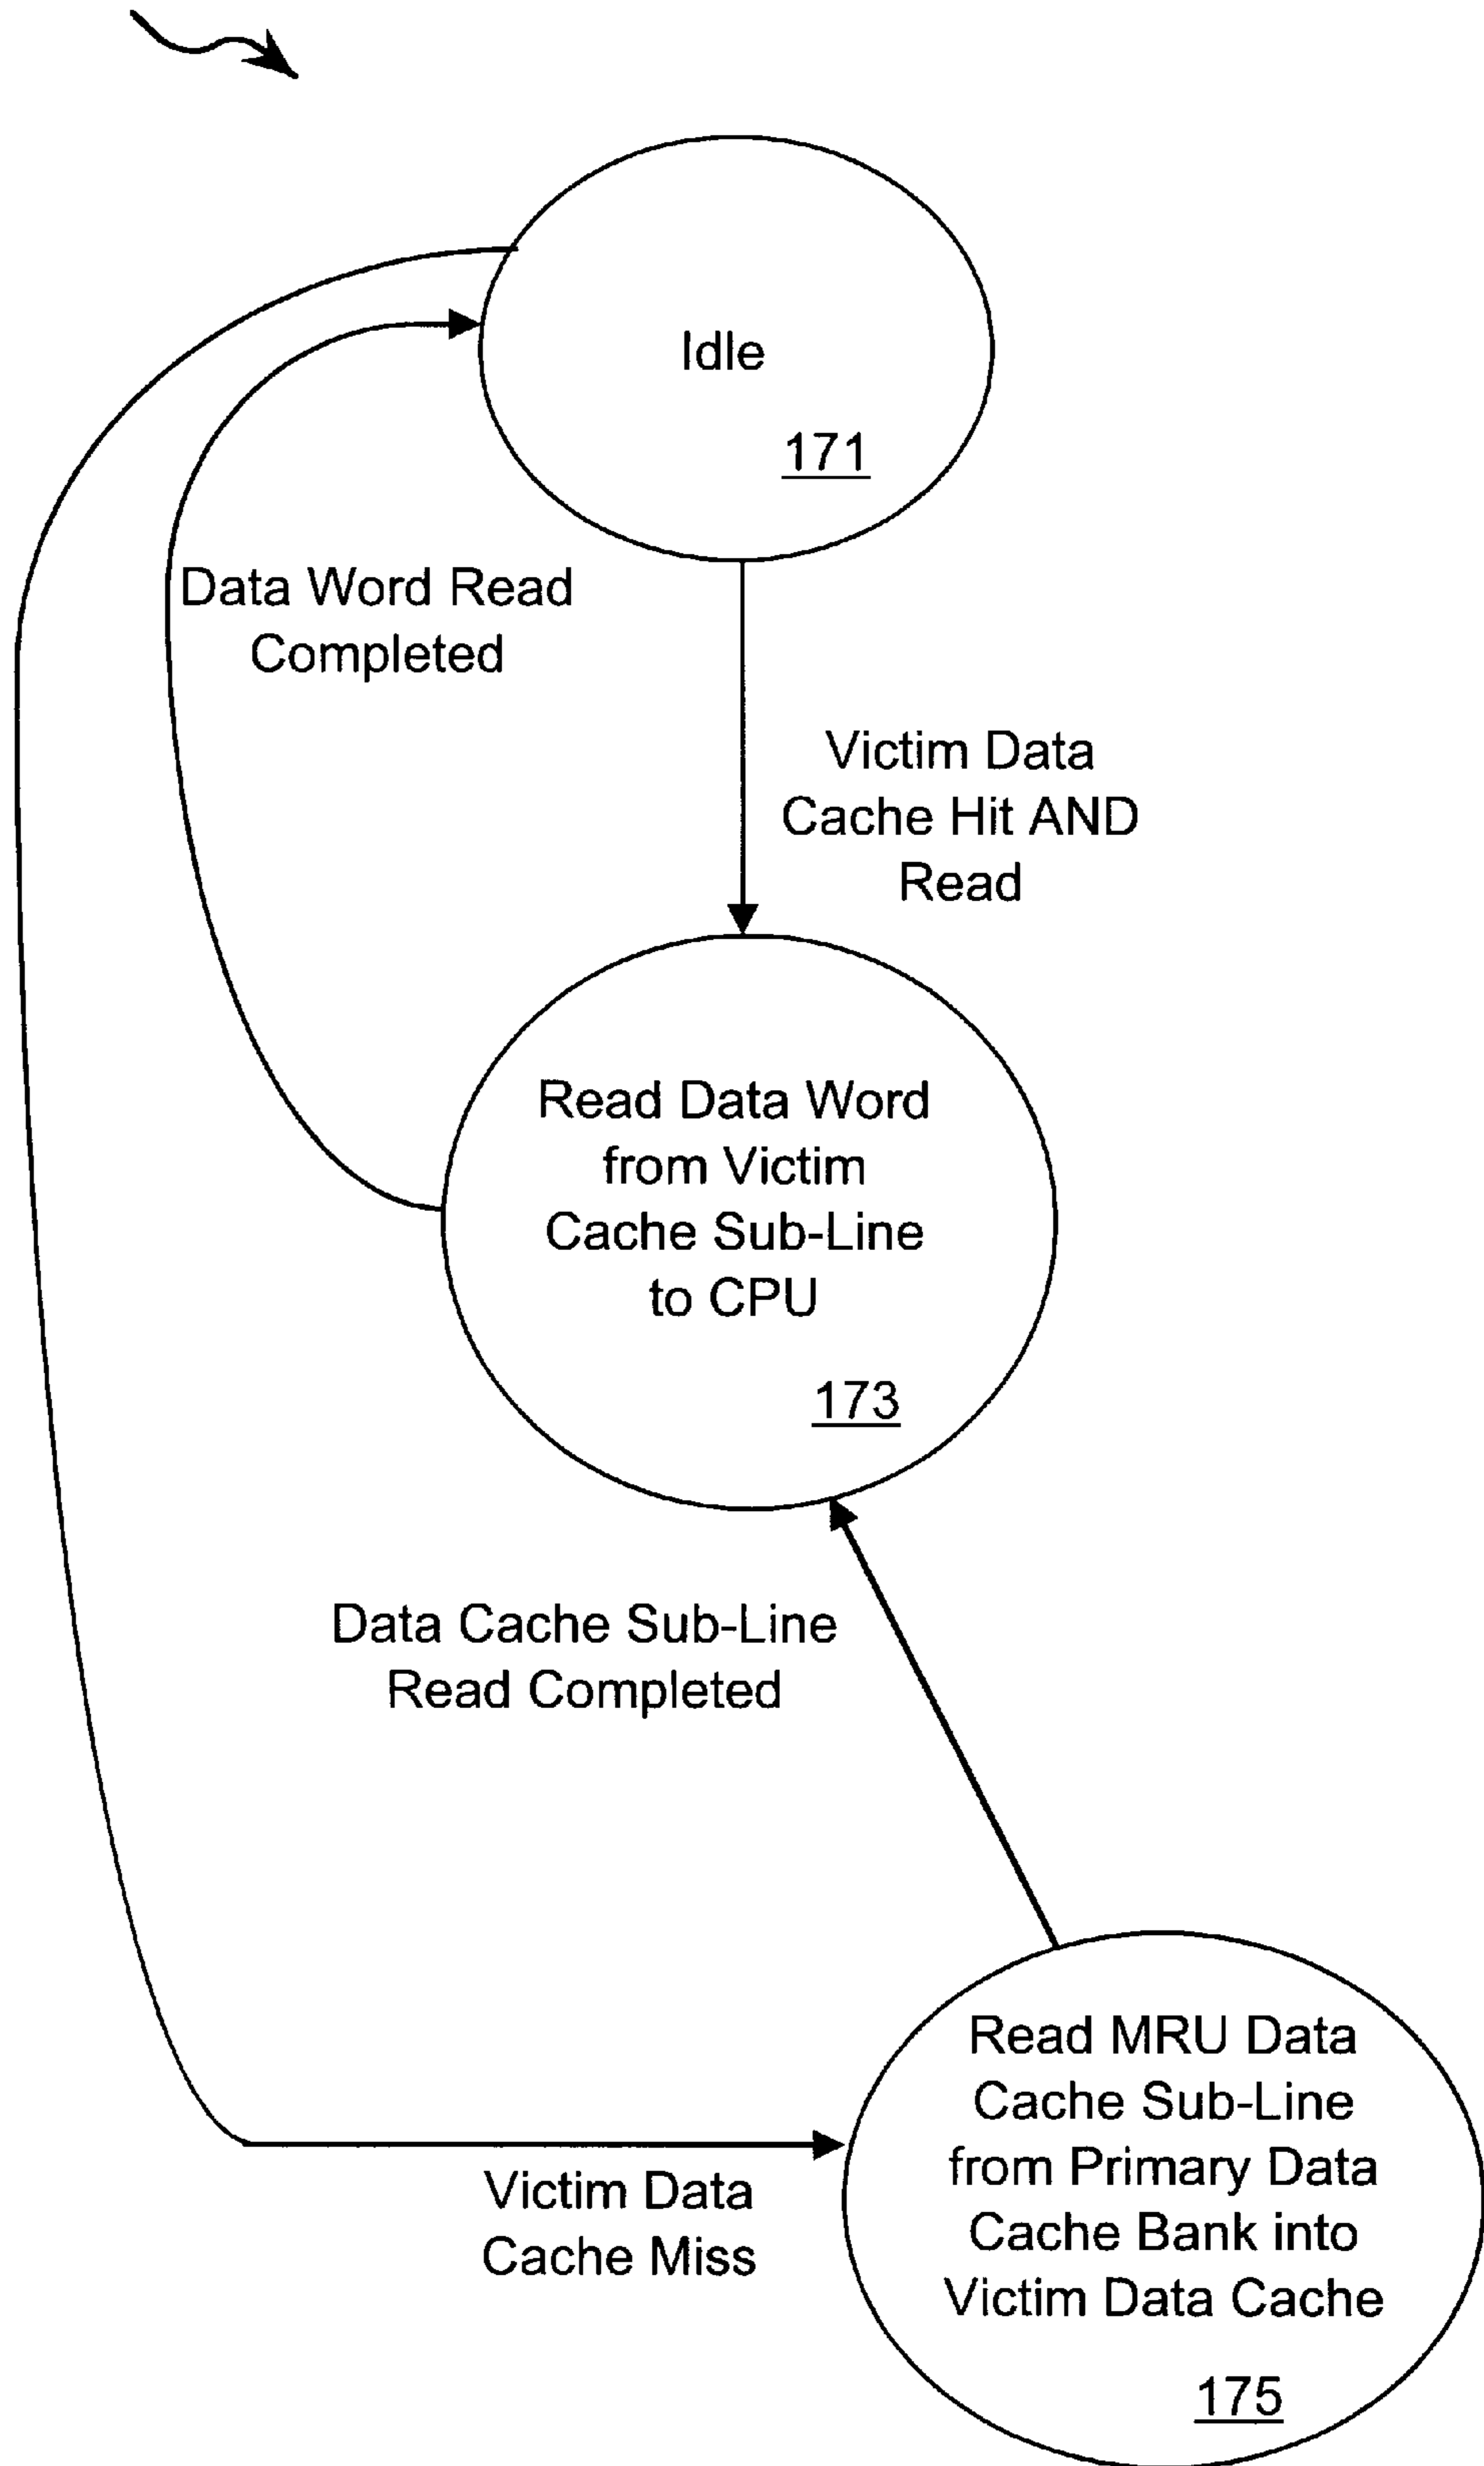 Idle
171
Data Word Read
Completed
Victim Data
Cache Hit AND
Read
Read Data Word
from Victim
Cache Sub-Line
to CPU
173
Data Cache Sub-Line
Read Completed
Read MRU Data
Cache Sub-Line
from Primary Data
Cache Bank into
Victim Data Cache
175
Victim Data
Cache Miss